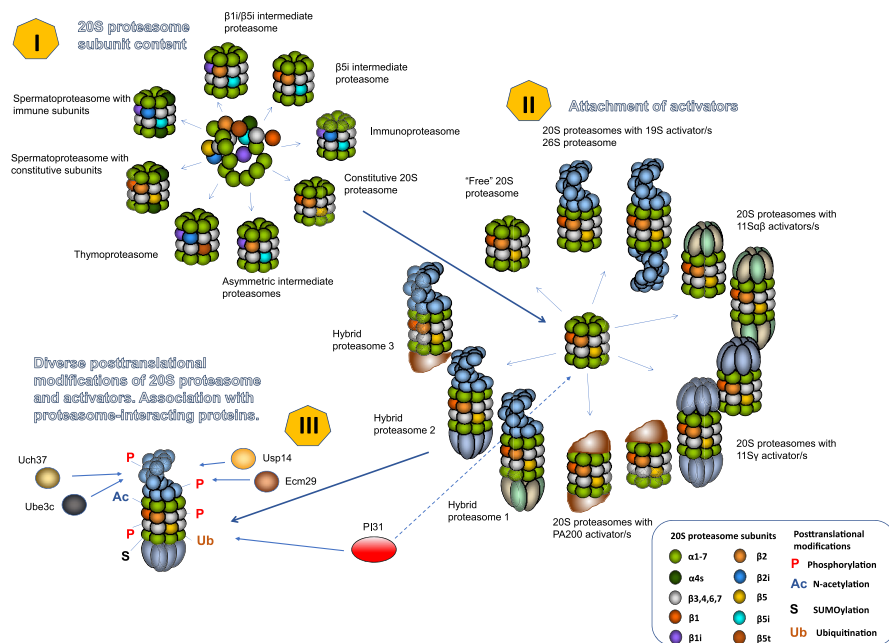 I
20S proteasome
subunit content
β1i/β5i intermediate
proteasome
β5i intermediate
proteasome
Spermatoproteasome with
immune subunits
Immunoproteasome
Spermatoproteasome with
constitutive subunits
Constitutive 20S
proteasome
Thymoproteasome
Asymmetric intermediate
proteasomes
II
Attachment of activators
20S proteasomes with 19S activator/s
26S proteasome
"Free" 20S
proteasome
20S proteasomes with
11Sαβ activators/s
Hybrid
proteasome 3
Hybrid
proteasome 2
Hybrid
proteasome 1
20S proteasomes with
11Sγ activator/s
20S proteasomes with
PA200 activator/s
Diverse posttranslational
modifications of 20S proteasome
and activators. Association with
proteasome-interacting proteins.
III
Uch37
Ube3c
Usp14
Ecm29
PI31
P
P
Ac
P
P
S
Ub
20S proteasome subunits
α1-7
α4s
β3,4,6,7
β1
β1i
β2
β2i
β5
β5i
β5t
Posttranslational
modifications
P Phosphorylation
Ac N-acetylation
S SUMOylation
Ub Ubiquitination